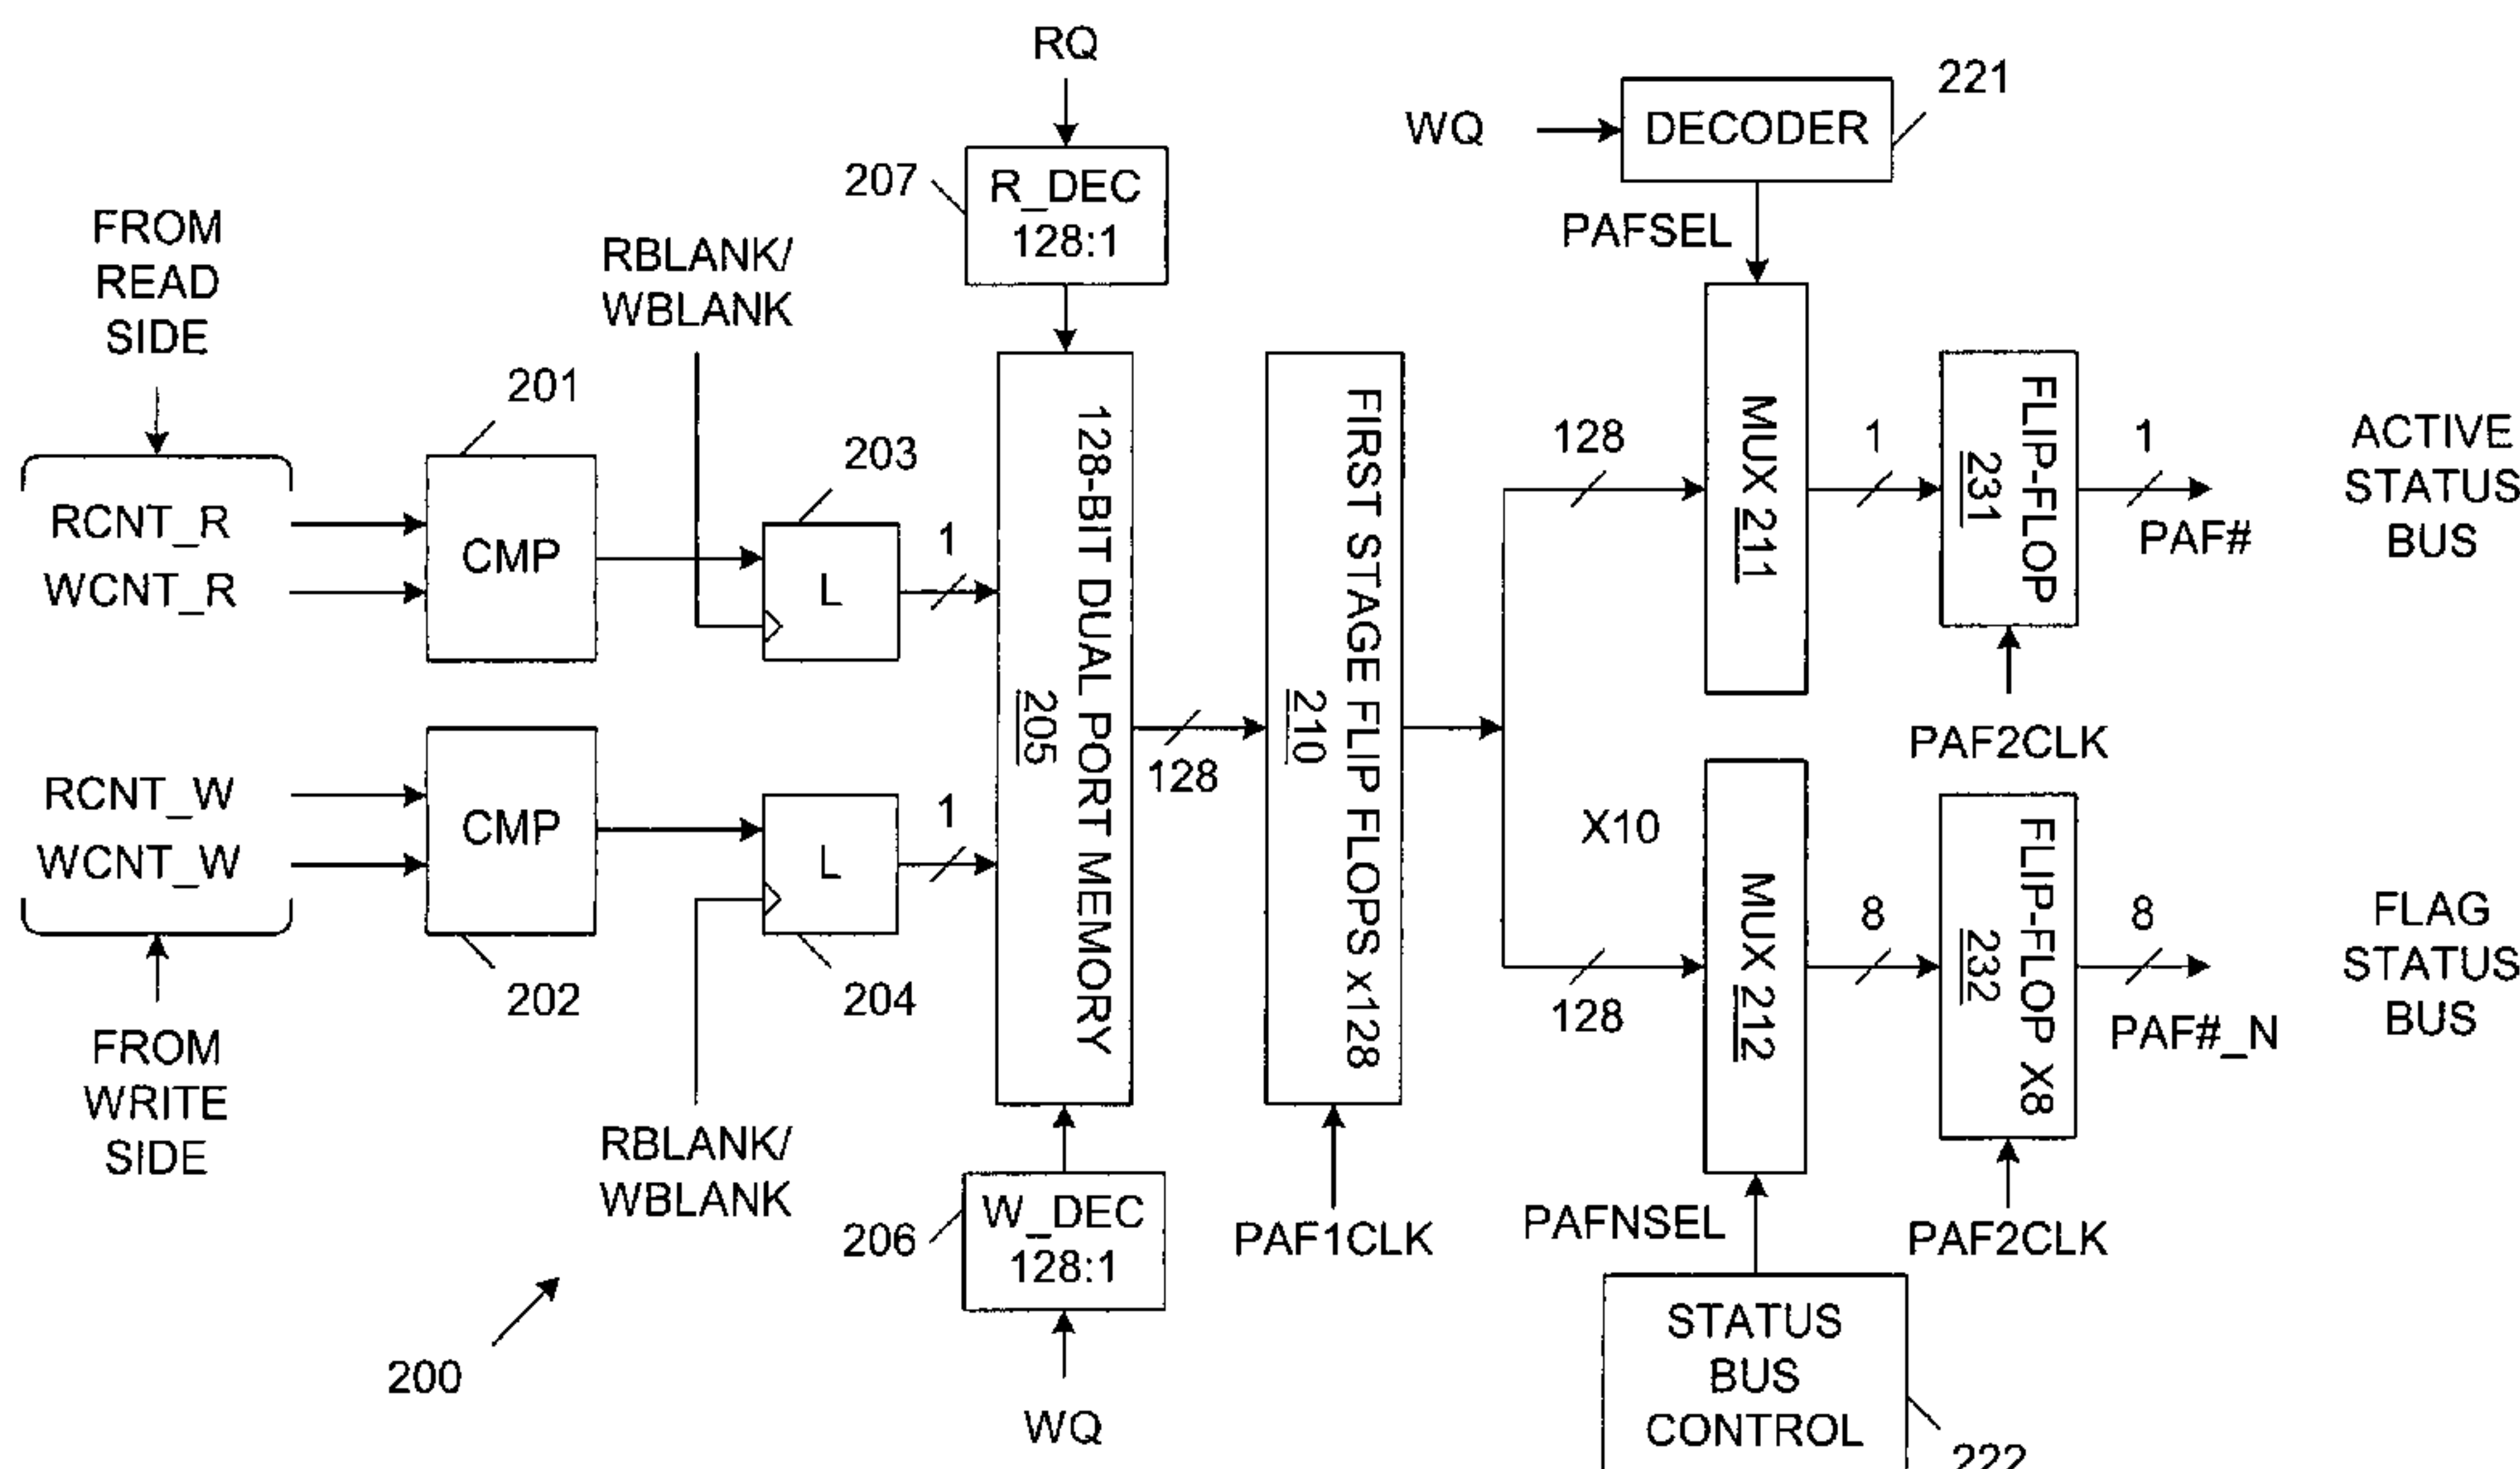 RQ
207
R_DEC
128:1
WQ
DECODER
221
PAFSEL
FROM
READ
SIDE
RBLANK/
WBLANK
201
203
RCNT_R
WCNT_R
CMP
L
1
RCNT_W
WCNT_W
CMP
L
1
202
204
FROM
WRITE
SIDE
RBLANK/
WBLANK
200
128-BIT DUAL PORT MEMORY
205
206
W_DEC
128:1
WQ
128
FIRST STAGE FLIP FLOPS x128
210
PAF1CLK
128
MUX 211
1
FLIP-FLOP
231
1
PAF#
ACTIVE
STATUS
BUS
PAF2CLK
X10
128
MUX 212
8
FLIP-FLOP X8
232
8
PAF#_N
FLAG
STATUS
BUS
PAF2CLK
PAFNSEL
STATUS
BUS
CONTROL
222